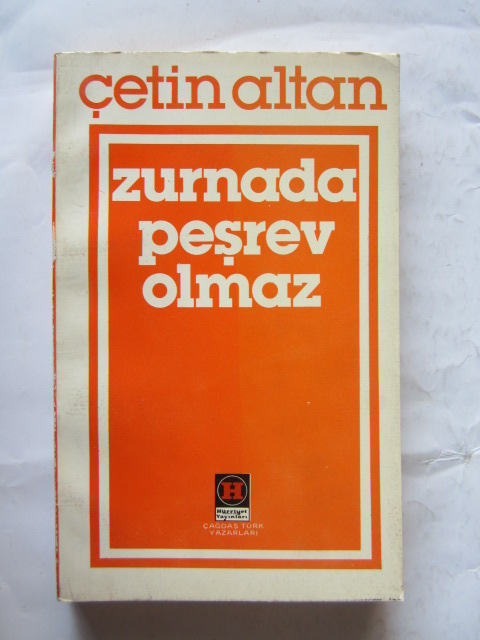 çetin altan
zurnada
peşrev
olmaz
H
Hürriyet
Yayınları
ÇAĞDAŞ TÜRK
YAZARLARI